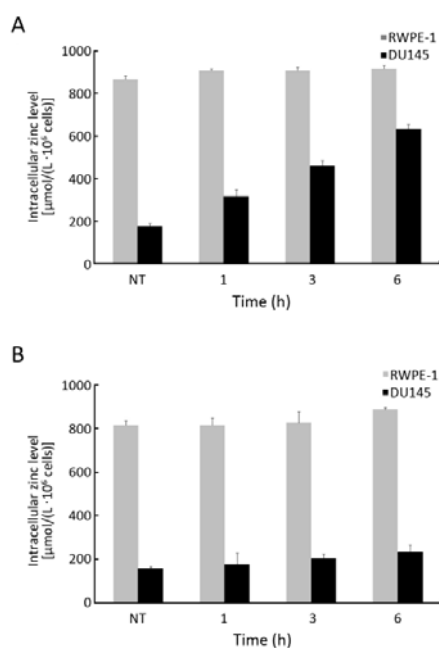 A
RWPE-1
DU145
Intracellular zinc level
[μmol/(L ·10⁶ cells)]
1000
800
600
400
200
0
NT 1 3 6
Time (h)
B
RWPE-1
DU145
Intracellular zinc level
[μmol/(L ·10⁶ cells)]
1000
800
600
400
200
0
NT 1 3 6
Time (h)